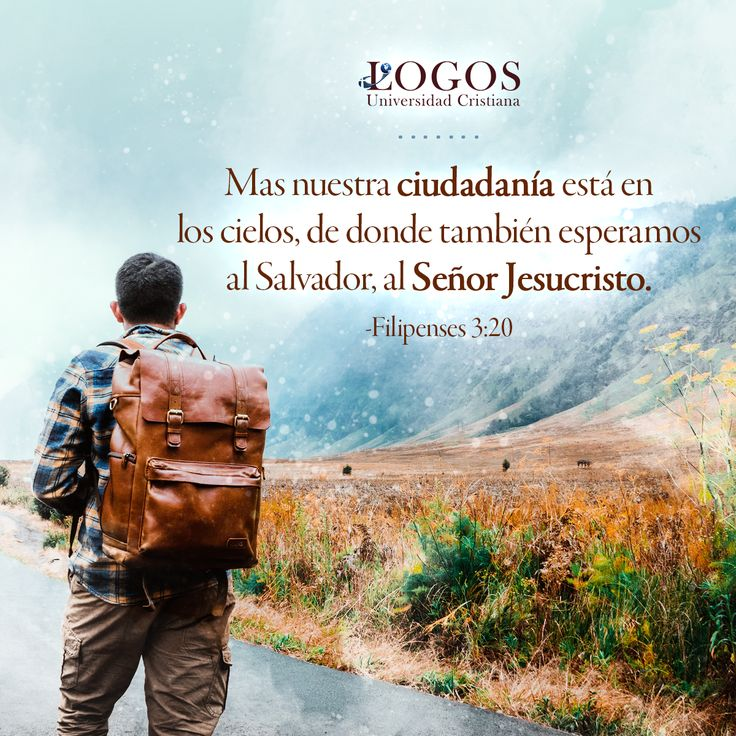 LOGOS
Universidad Cristiana
Mas nuestra ciudadanía está en
los cielos, de donde también esperamos
al Salvador, al Señor Jesucristo.
-Filipenses 3:20